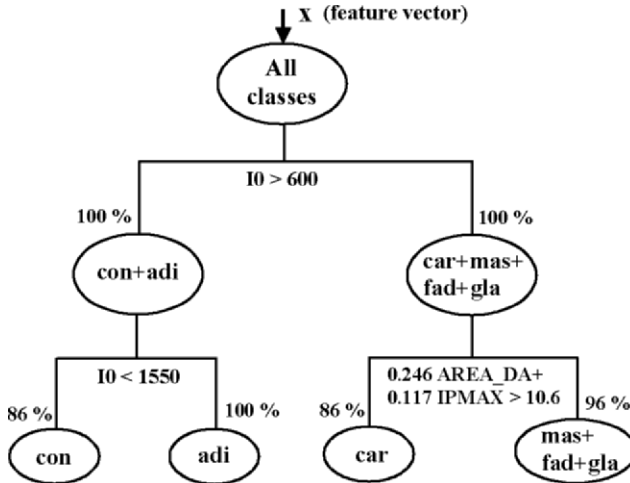 x (feature vector)
All
classes
I0 > 600
100 %
100 %
con+adi
car+mas+
fad+gla
I0 < 1550
0.246 AREA_DA+
0.117 IPMAX > 10.6
86 %
100 %
86 %
96 %
con
adi
car
mas+
fad+gla